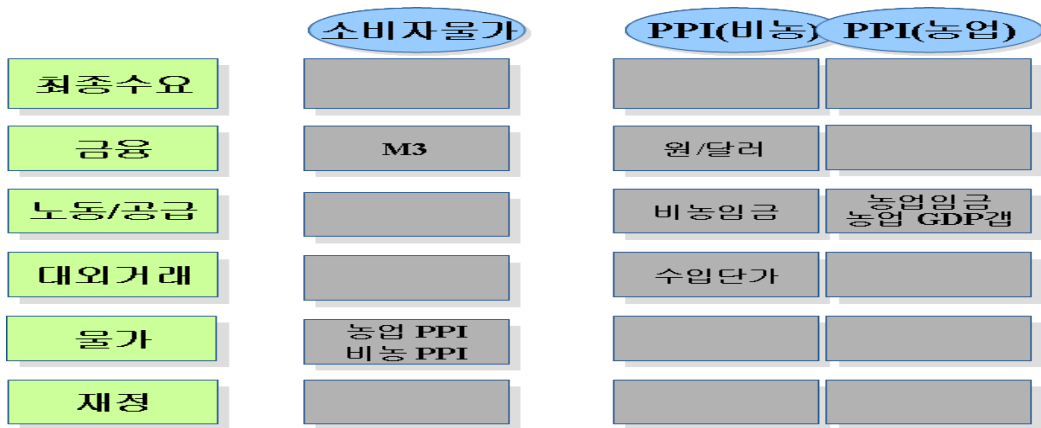 소비자물가 PPI(비농) PPI(농업)
최종수요
금융 M3 원/달러
노동/공급 비농임금 농업임금
농업 GDP갭
대외거래 수입단가
물가 농업 PPI
비농 PPI
재정